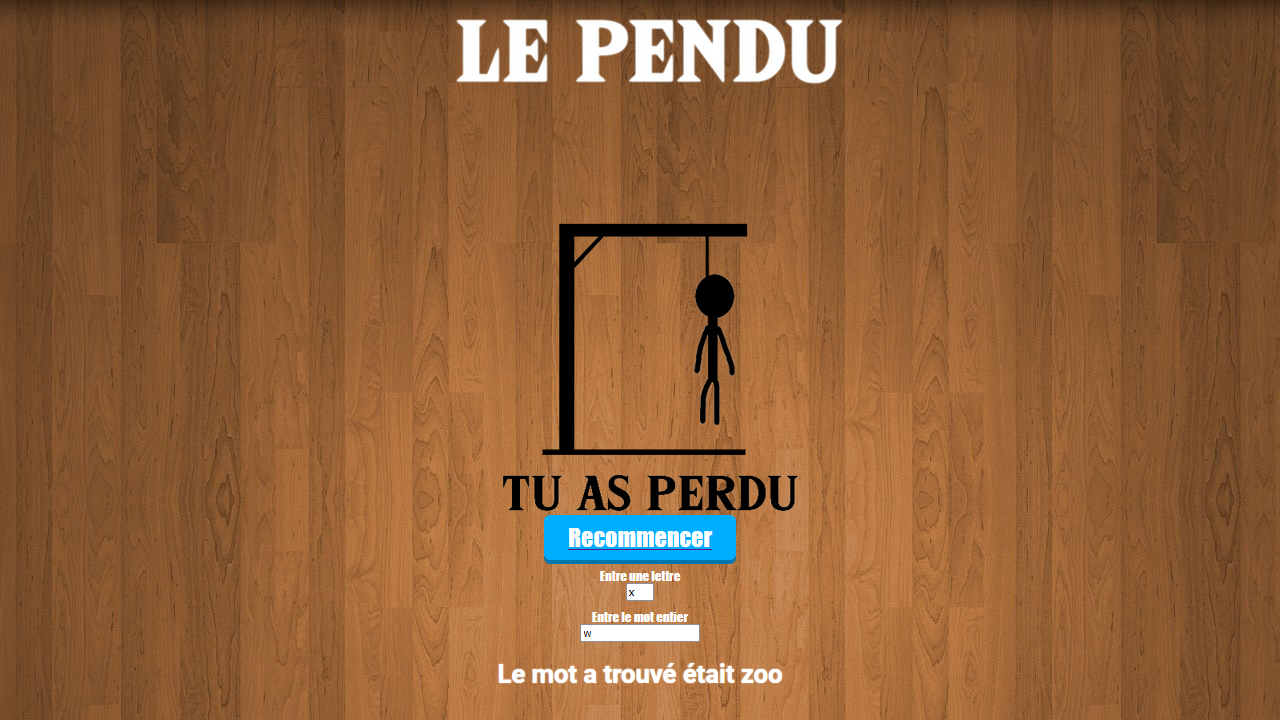 LE PENDU
TU AS PERDU
Recommencer
Entre une lettre
x
Entre le mot entier
w
Le mot a trouvé était zoo